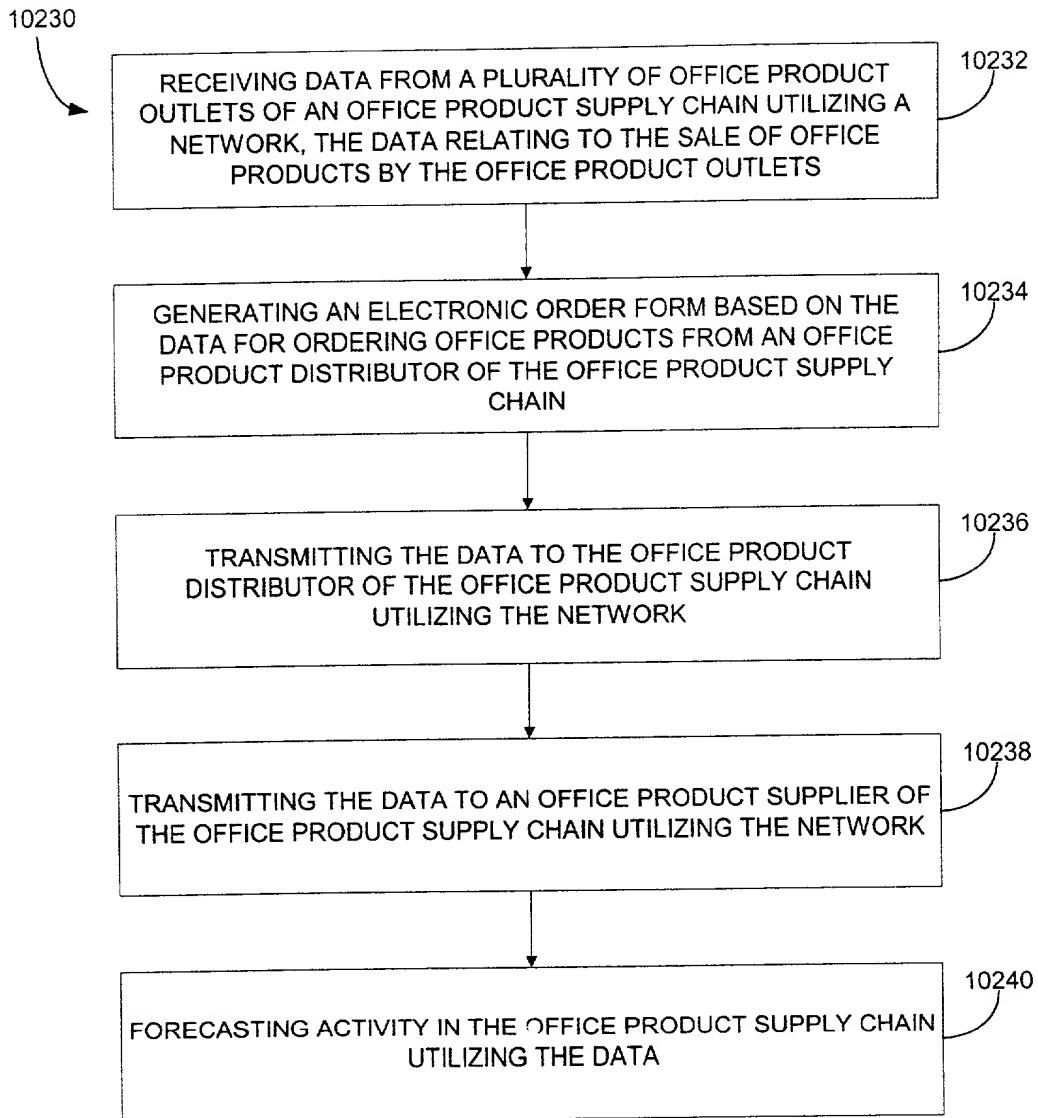 10230
RECEIVING DATA FROM A PLURALITY OF OFFICE PRODUCT
OUTLETS OF AN OFFICE PRODUCT SUPPLY CHAIN UTILIZING A
NETWORK, THE DATA RELATING TO THE SALE OF OFFICE
PRODUCTS BY THE OFFICE PRODUCT OUTLETS
10232
GENERATING AN ELECTRONIC ORDER FORM BASED ON THE
DATA FOR ORDERING OFFICE PRODUCTS FROM AN OFFICE
PRODUCT DISTRIBUTOR OF THE OFFICE PRODUCT SUPPLY
CHAIN
10234
TRANSMITTING THE DATA TO THE OFFICE PRODUCT
DISTRIBUTOR OF THE OFFICE PRODUCT SUPPLY CHAIN
UTILIZING THE NETWORK
10236
TRANSMITTING THE DATA TO AN OFFICE PRODUCT SUPPLIER OF
THE OFFICE PRODUCT SUPPLY CHAIN UTILIZING THE NETWORK
10238
FORECASTING ACTIVITY IN THE OFFICE PRODUCT SUPPLY CHAIN
UTILIZING THE DATA
10240